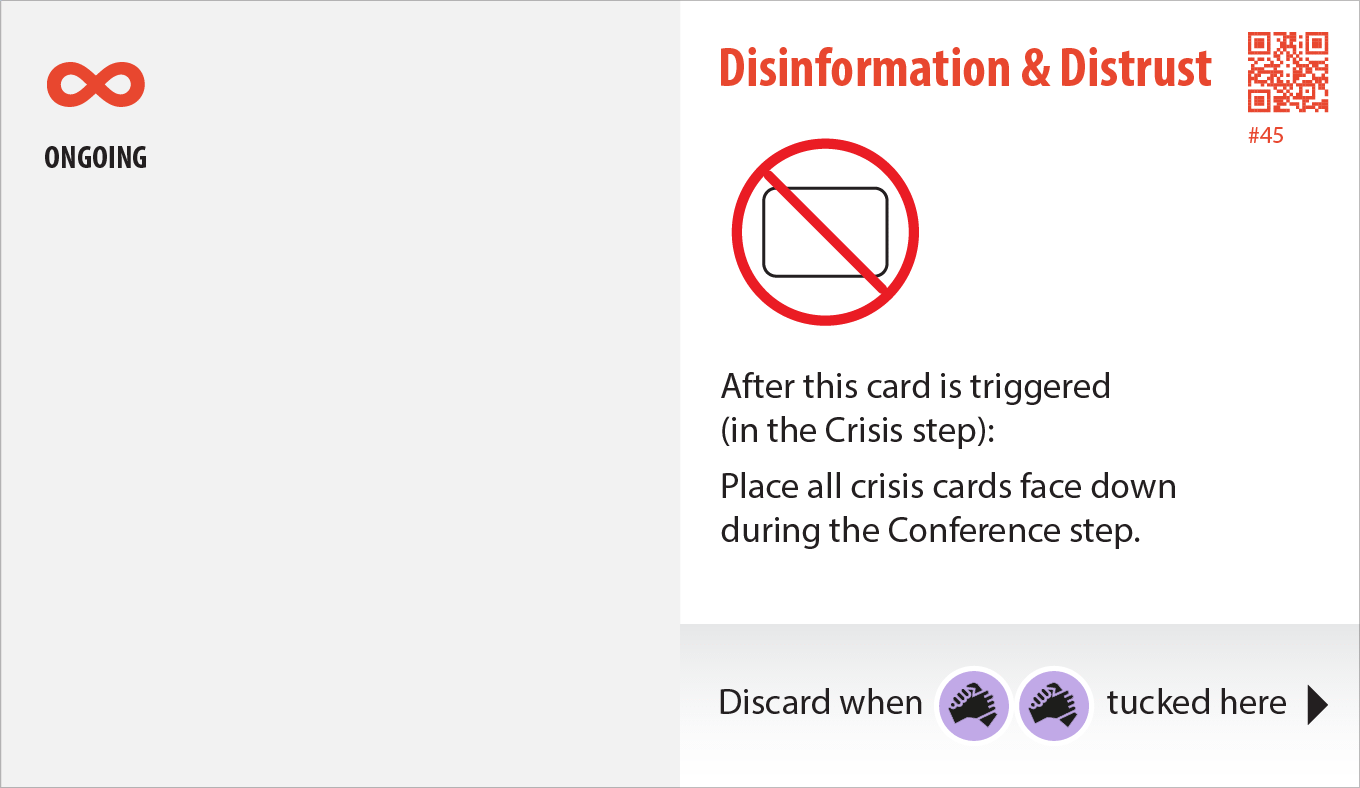 ONGOING
Disinformation & Distrust
#45
After this card is triggered
(in the Crisis step):
Place all crisis cards face down
during the Conference step.
Discard when tucked here